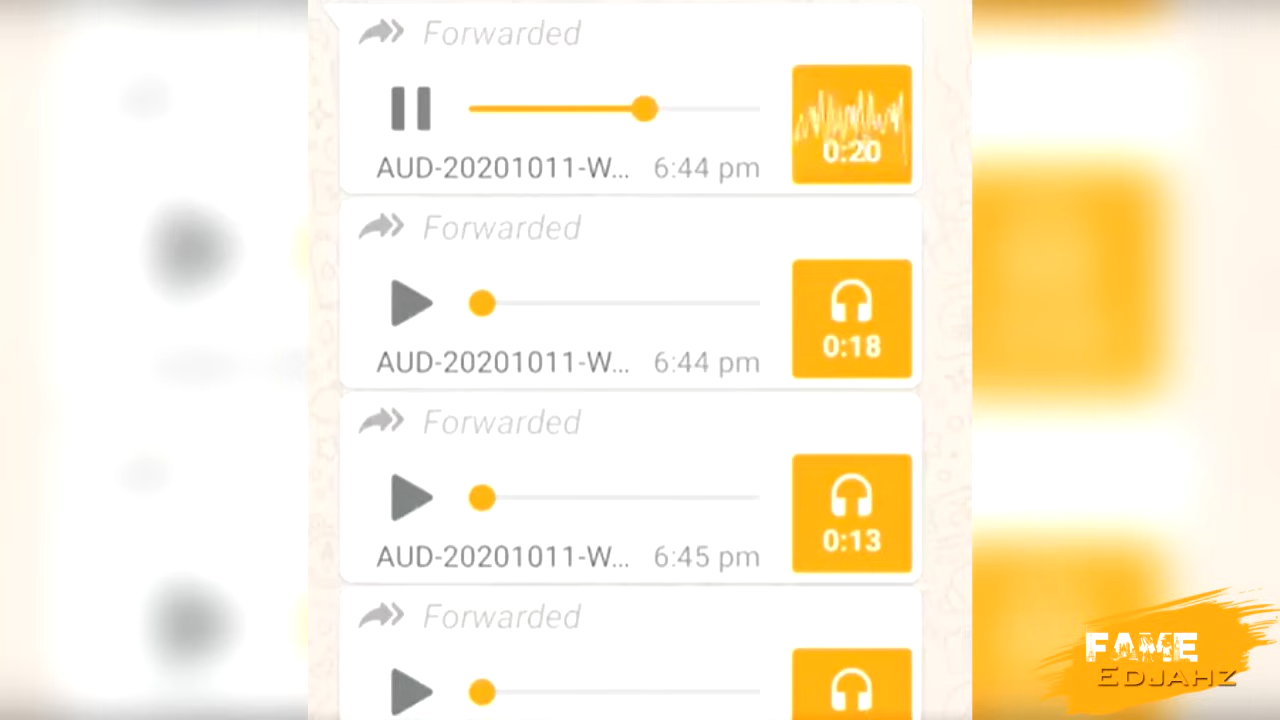 Forwarded
0:20
AUD-20201011-W... 6:44 pm
Forwarded
0:18
AUD-20201011-W... 6:44 pm
Forwarded
0:13
AUD-20201011-W... 6:45 pm
Forwarded
FAME
EDJAHZ